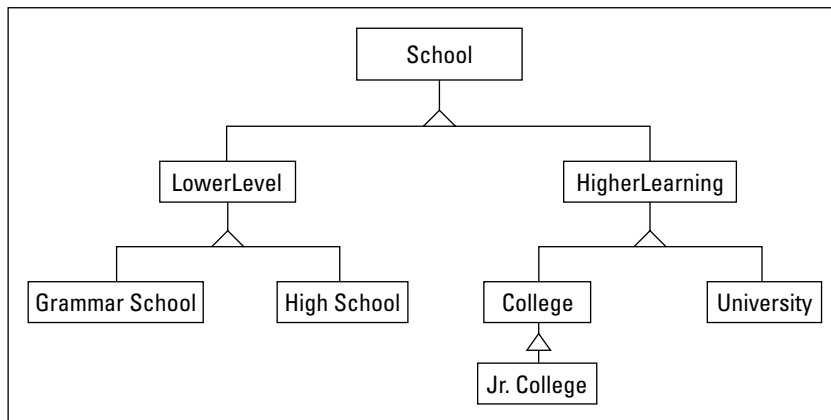 School
LowerLevel
HigherLearning
Grammar School
High School
College
University
Jr. College